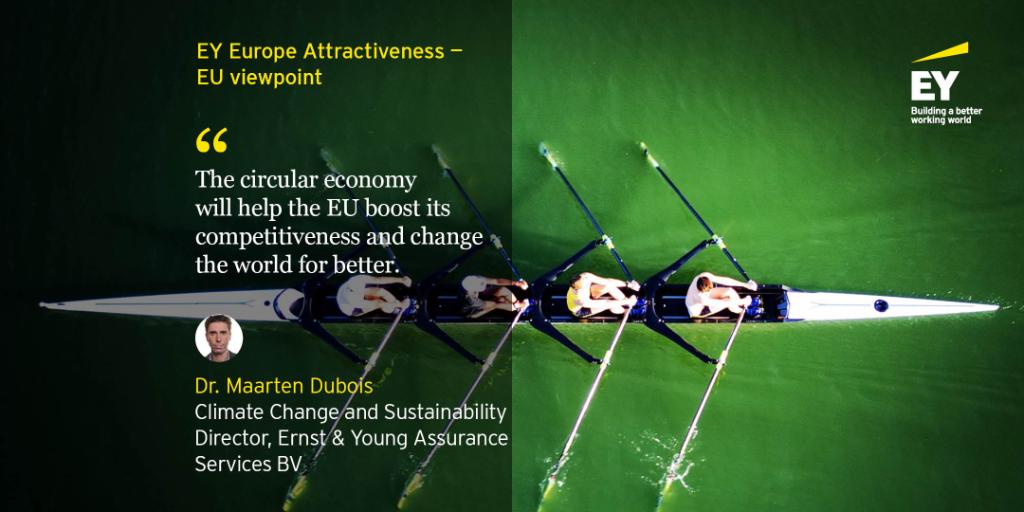 EY Europe Attractiveness –
EU viewpoint
“
The circular economy
will help the EU boost its
competitiveness and change
the world for better.
Dr. Maarten Dubois
Climate Change and Sustainability
Director, Ernst & Young Assurance
Services BV
EY
Building a better
working world